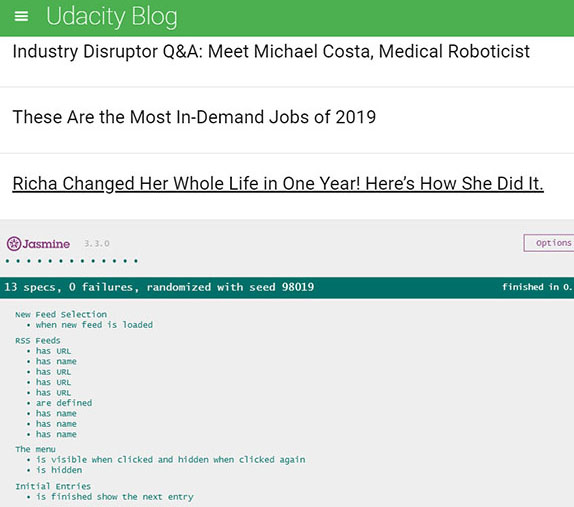 Udacity Blog
Industry Disruptor Q&A: Meet Michael Costa, Medical Roboticist
These Are the Most In-Demand Jobs of 2019
Richa Changed Her Whole Life in One Year! Here’s How She Did It.
Jasmine 3.3.0 Options
13 specs, 0 failures, randomized with seed 98019 finished in 0.
New Feed Selection
• when new feed is loaded
RSS Feeds
• has URL
• has name
• has URL
• has URL
• has URL
• are defined
• has name
• has name
• has name
The menu
• is visible when clicked and hidden when clicked again
• is hidden
Initial Entries
• is finished show the next entry